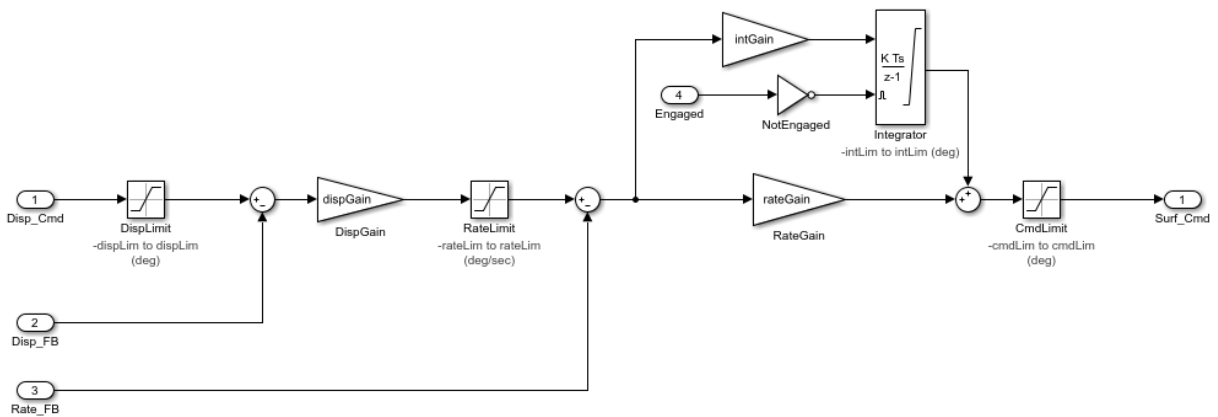 intGain
K Ts
z-1
4
Engaged
NotEngaged
Integrator
-intLim to intLim (deg)
1
Disp_Cmd
DispLimit
-dispLim to dispLim
(deg)
+
−
dispGain
DispGain
RateLimit
-rateLim to rateLim
(deg/sec)
+
−
rateGain
RateGain
+
+
CmdLimit
-cmdLim to cmdLim
(deg)
1
Surf_Cmd
2
Disp_FB
3
Rate_FB